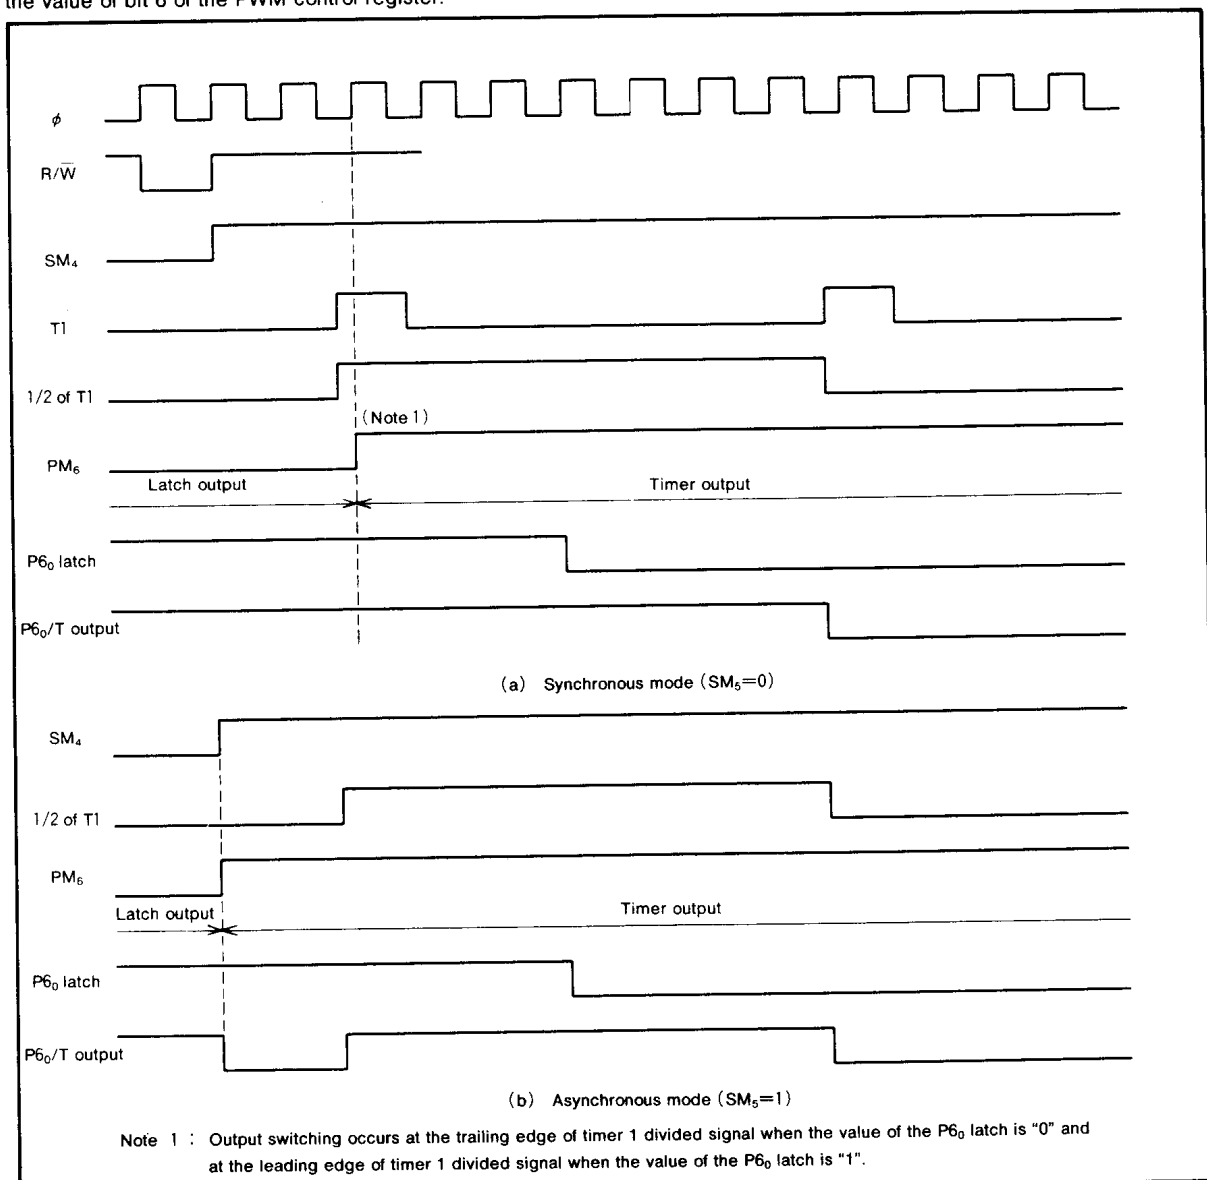 the value of bit 6 of the PWM control register.
ϕ
R/W̅
SM₄
T1
1/2 of T1
(Note 1)
PM₆
Latch output
Timer output
P6₀ latch
P6₀/T output
(a) Synchronous mode (SM₅=0)
SM₄
1/2 of T1
PM₆
Latch output
Timer output
P6₀ latch
P6₀/T output
(b) Asynchronous mode (SM₅=1)
Note 1 : Output switching occurs at the trailing edge of timer 1 divided signal when the value of the P6₀ latch is "0" and
at the leading edge of timer 1 divided signal when the value of the P6₀ latch is "1".